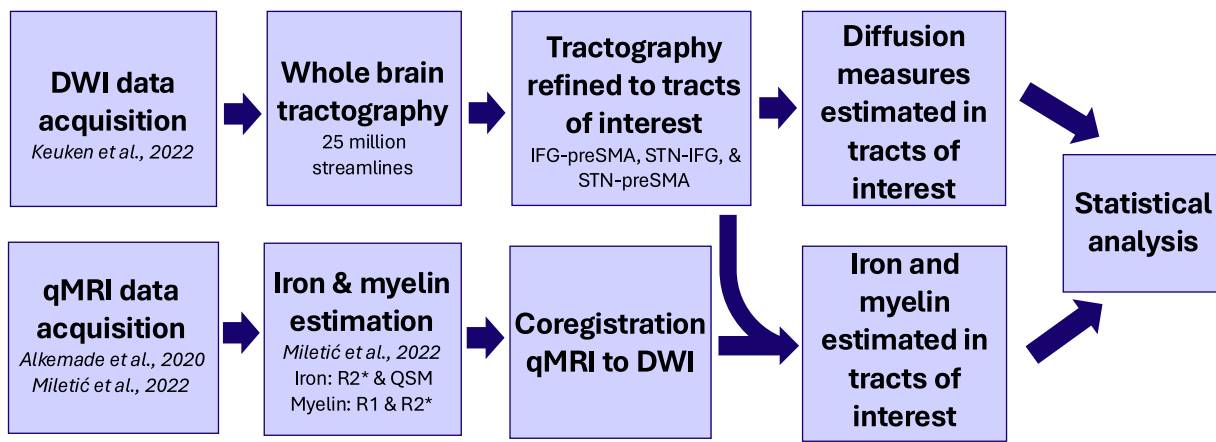 DWI data
acquisition
Keuken et al., 2022
Whole brain
tractography
25 million
streamlines
Tractography
refined to tracts
of interest
IFG-preSMA, STN-IFG, &
STN-preSMA
Diffusion
measures
estimated in
tracts of
interest
Statistical
analysis
qMRI data
acquisition
Alkemade et al., 2020
Miletić et al., 2022
Iron & myelin
estimation
Miletić et al., 2022
Iron: R2* & QSM
Myelin: R1 & R2*
Coregistration
qMRI to DWI
Iron and
myelin
estimated in
tracts of
interest